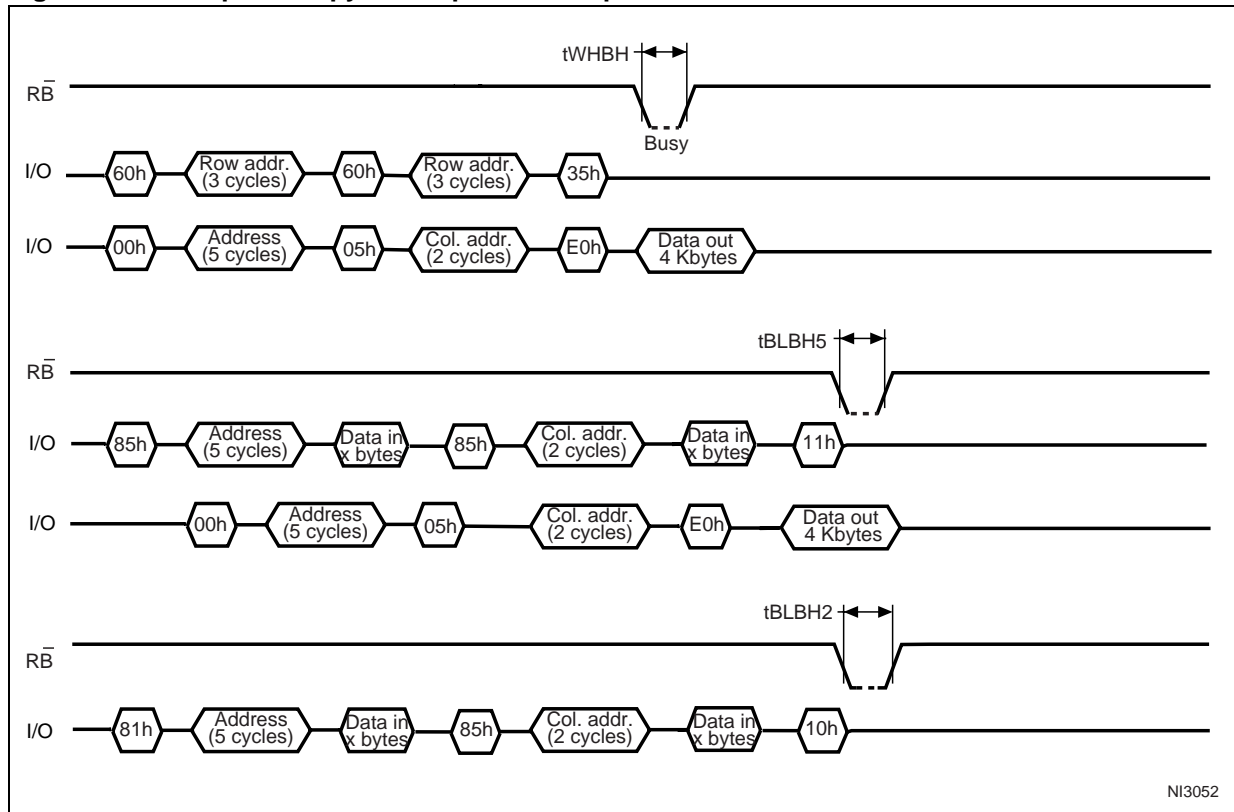 tWHBH
RB̅
Busy
I/O 60h Row addr. (3 cycles) 60h Row addr. (3 cycles) 35h
I/O 00h Address (5 cycles) 05h Col. addr. (2 cycles) E0h Data out 4 Kbytes
tBLBH5
RB̅
I/O 85h Address (5 cycles) Data in x bytes 85h Col. addr. (2 cycles) Data in x bytes 11h
I/O 00h Address (5 cycles) 05h Col. addr. (2 cycles) E0h Data out 4 Kbytes
tBLBH2
RB̅
I/O 81h Address (5 cycles) Data in x bytes 85h Col. addr. (2 cycles) Data in x bytes 10h
NI3052